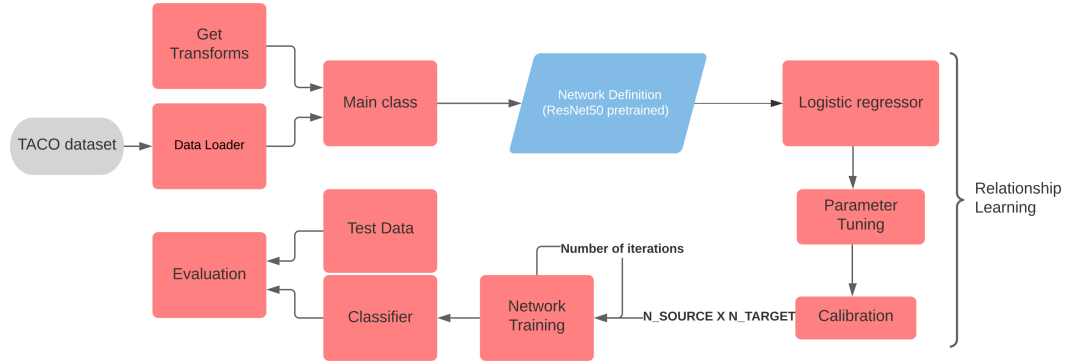 Get
Transforms
TACO dataset
Data Loader
Main class
Network Definition
(ResNet50 pretrained)
Logistic regressor
Parameter
Tuning
Relationship
Learning
Calibration
N_SOURCE X N_TARGET
Number of iterations
Network
Training
Classifier
Test Data
Evaluation